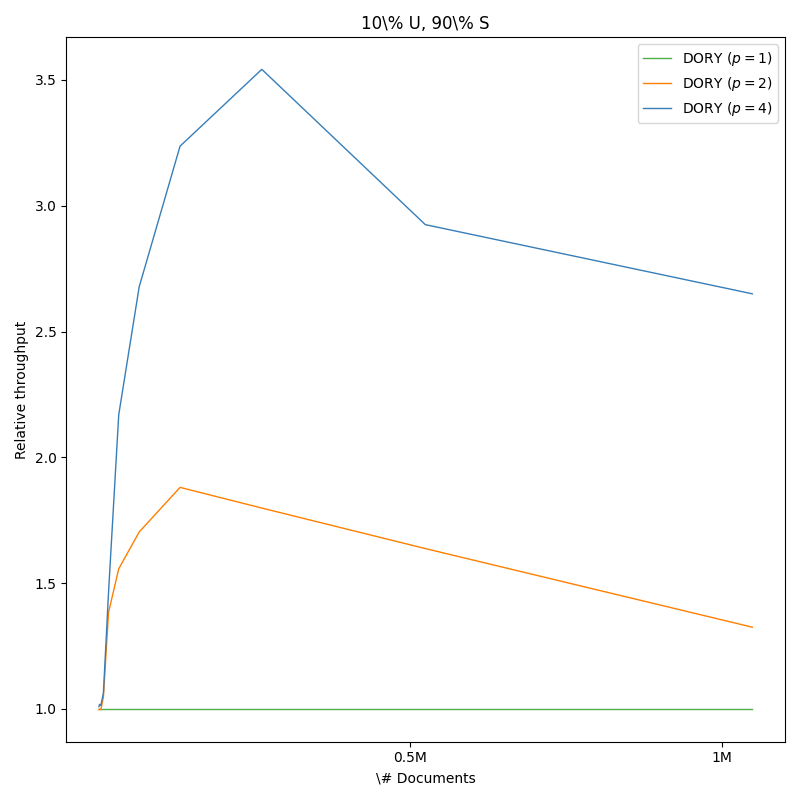 10\% U, 90\% S
DORY (p = 1)
DORY (p = 2)
DORY (p = 4)
Relative throughput
3.5
3.0
2.5
2.0
1.5
1.0
0.5M
1M
\# Documents